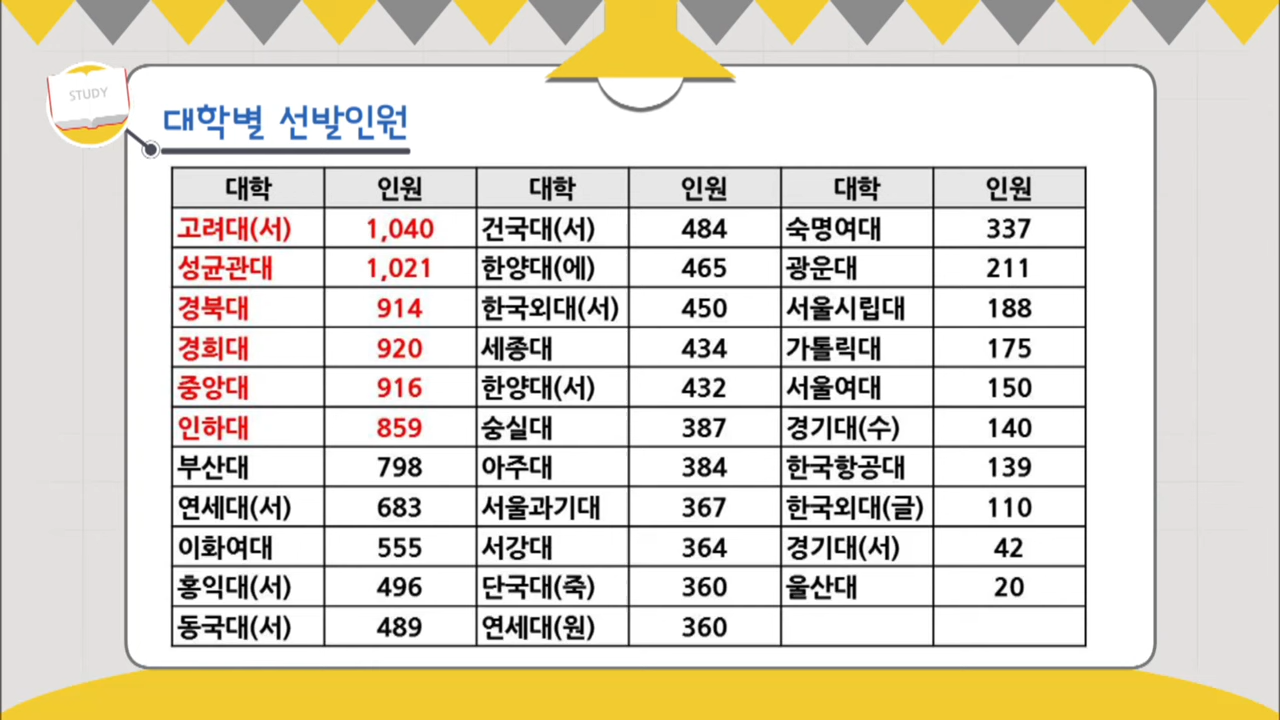 STUDY
대학별 선발인원
대학 인원 대학 인원 대학 인원
고려대(서) 1,040 건국대(서) 484 숙명여대 337
성균관대 1,021 한양대(에) 465 광운대 211
경북대 914 한국외대(서) 450 서울시립대 188
경희대 920 세종대 434 가톨릭대 175
중앙대 916 한양대(서) 432 서울여대 150
인하대 859 숭실대 387 경기대(수) 140
부산대 798 아주대 384 한국항공대 139
연세대(서) 683 서울과기대 367 한국외대(글) 110
이화여대 555 서강대 364 경기대(서) 42
홍익대(서) 496 단국대(죽) 360 울산대 20
동국대(서) 489 연세대(원) 360